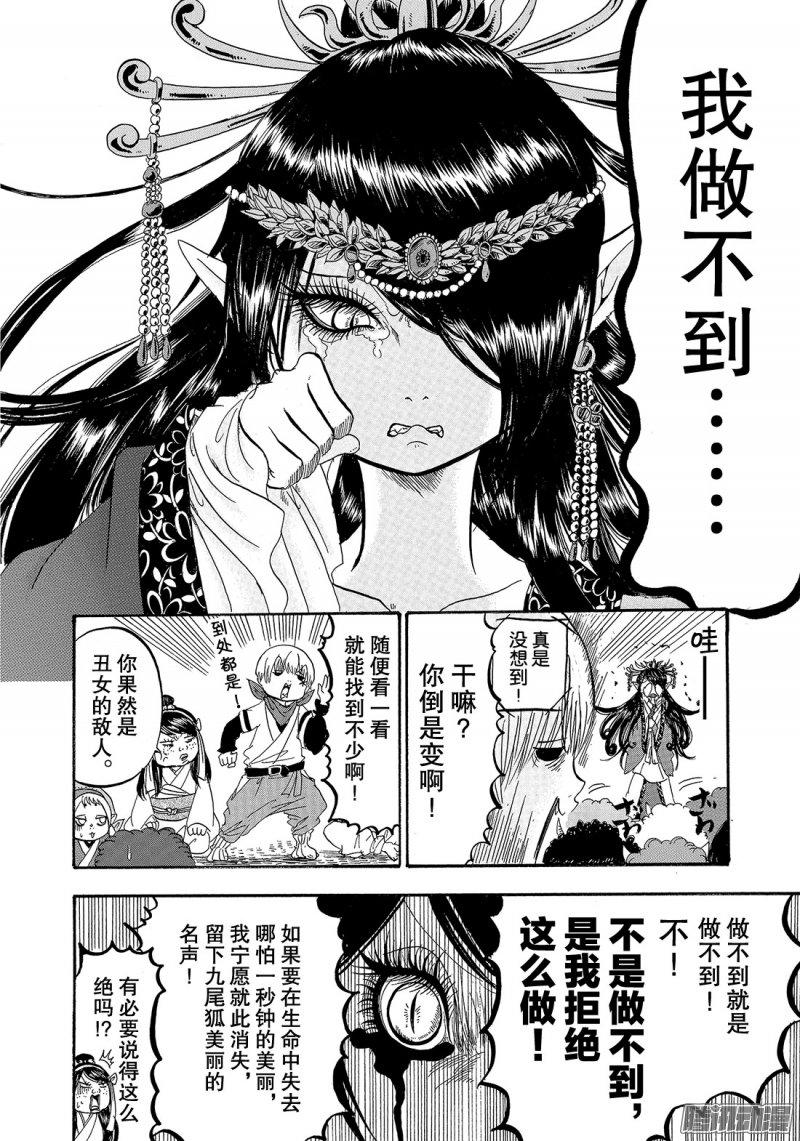 我做不到……
哇——
真是
没想到！
干嘛？
你倒是变啊！
ざわ
ざわ
随便看一看
就能找到不少啊！
到处都是！
你果然是
丑女的敌人。
做不到就是
做不到！
不！
不是做不到，
是我拒绝
这么做！
如果要在生命中失去
哪怕一秒钟的美丽，
我宁愿就此消失，
留下九尾狐美丽的
名声！
有必要说得这么
绝吗!?
腾讯动漫